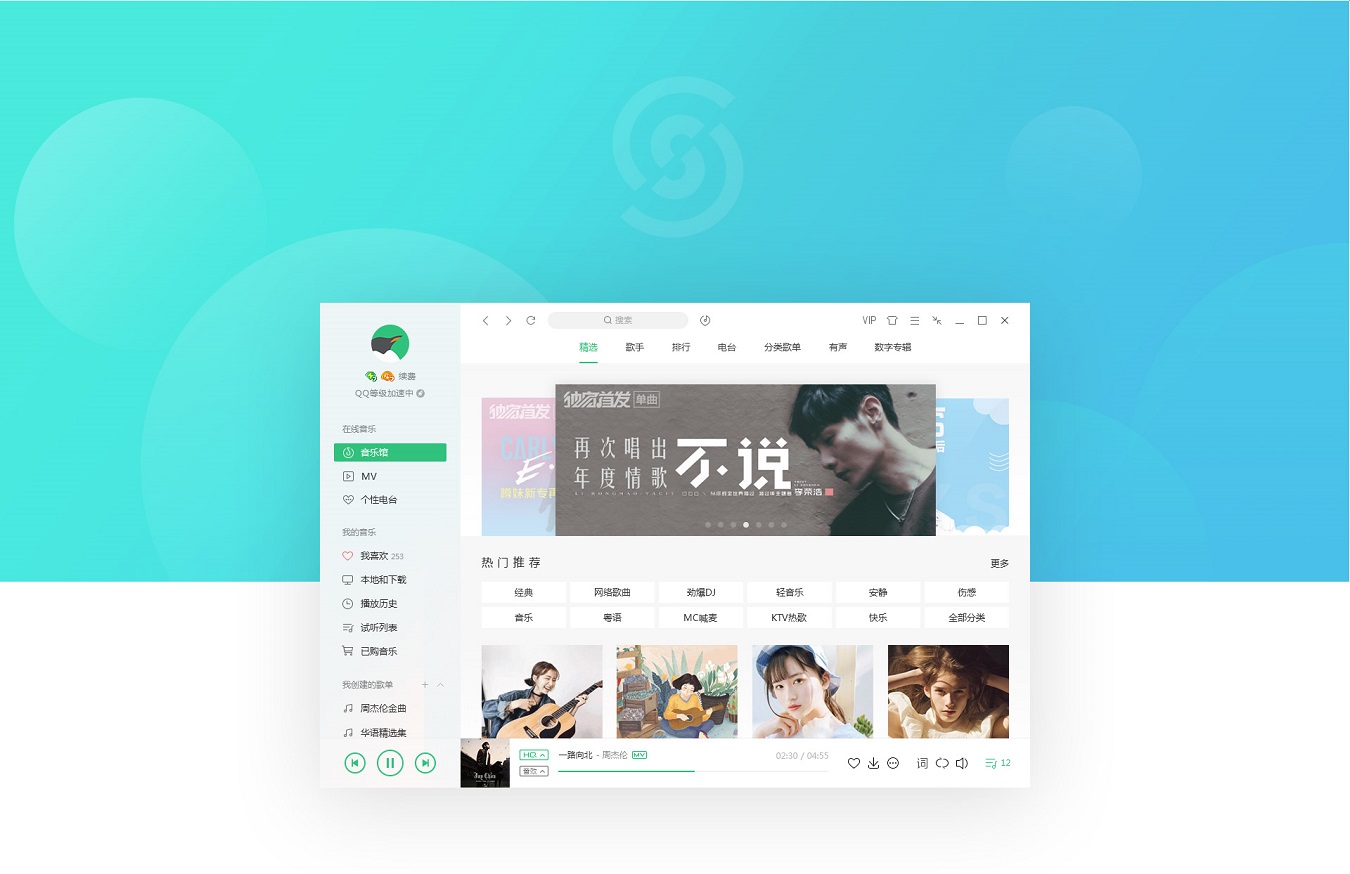 搜索
VIP
精选 歌手 排行 电台 分类歌单 有声 数字专辑
续费
QQ等级加速中
在线音乐
音乐馆
MV
个性电台
我的音乐
我喜欢 253
本地和下载
播放历史
试听列表
已购音乐
我创建的歌单
周杰伦金曲
华语精选集
独家首发
独家首发 单曲
再次唱出
年度情歌
不说
李荣浩
热门推荐 更多
经典 网络歌曲 劲爆DJ 轻音乐 安静 伤感
音乐 粤语 MC喊麦 KTV热歌 快乐 全部分类
Jay Chou
HQ 一路向北 - 周杰伦 MV 02:30 / 04:55
音效
词 12